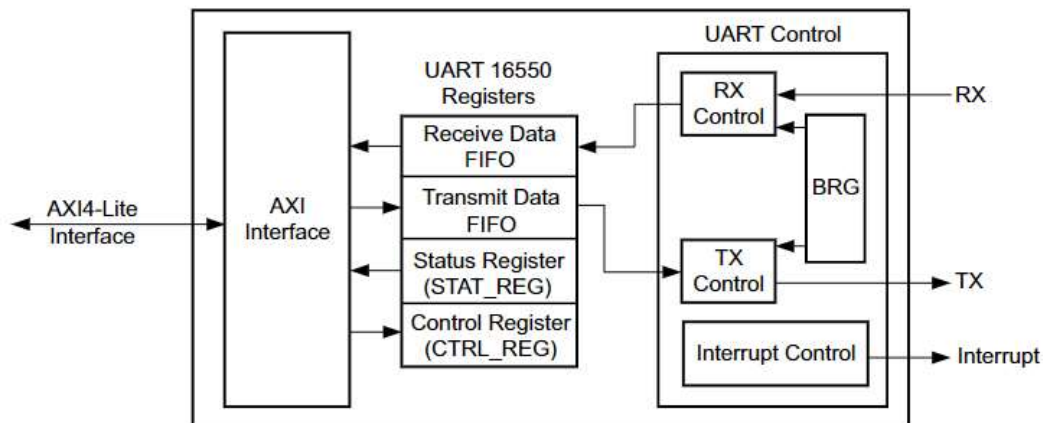 UART Control
UART 16550
Registers
RX
Control
RX
Receive Data
FIFO
BRG
AXI4-Lite
Interface
AXI
Interface
Transmit Data
FIFO
Status Register
(STAT_REG)
TX
Control
TX
Control Register
(CTRL_REG)
Interrupt Control
Interrupt